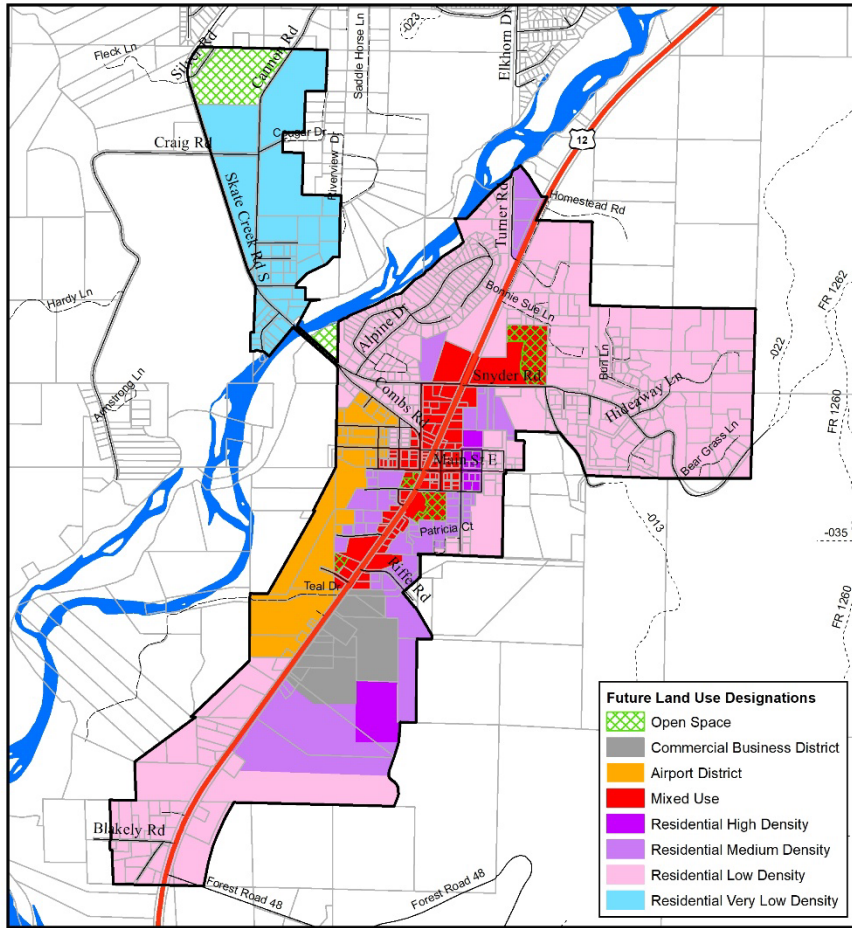 -023
Fleck Ln
Silver Rd
Cannon Rd
Saddle Horse Ln
Elkhorn Dr
12
Craig Rd
Cougar Dr
Riverview Dr
Homestead Rd
Turner Rd
Skate Creek Rd S
Hardy Ln
Bonnie Sue Ln
FR 1262
-022
Alpine Dr
Snyder Rd
Bort Ln
Hideaway Ln
Armstrong Ln
Combs Rd
FR 1260
Main St E
Bear Grass Ln
-013
-035
Patricia Ct
Teal Dr
Riffe Rd
FR 1260
Blakely Rd
Forest Road 48
Forest Road 48
Future Land Use Designations
Open Space
Commercial Business District
Airport District
Mixed Use
Residential High Density
Residential Medium Density
Residential Low Density
Residential Very Low Density